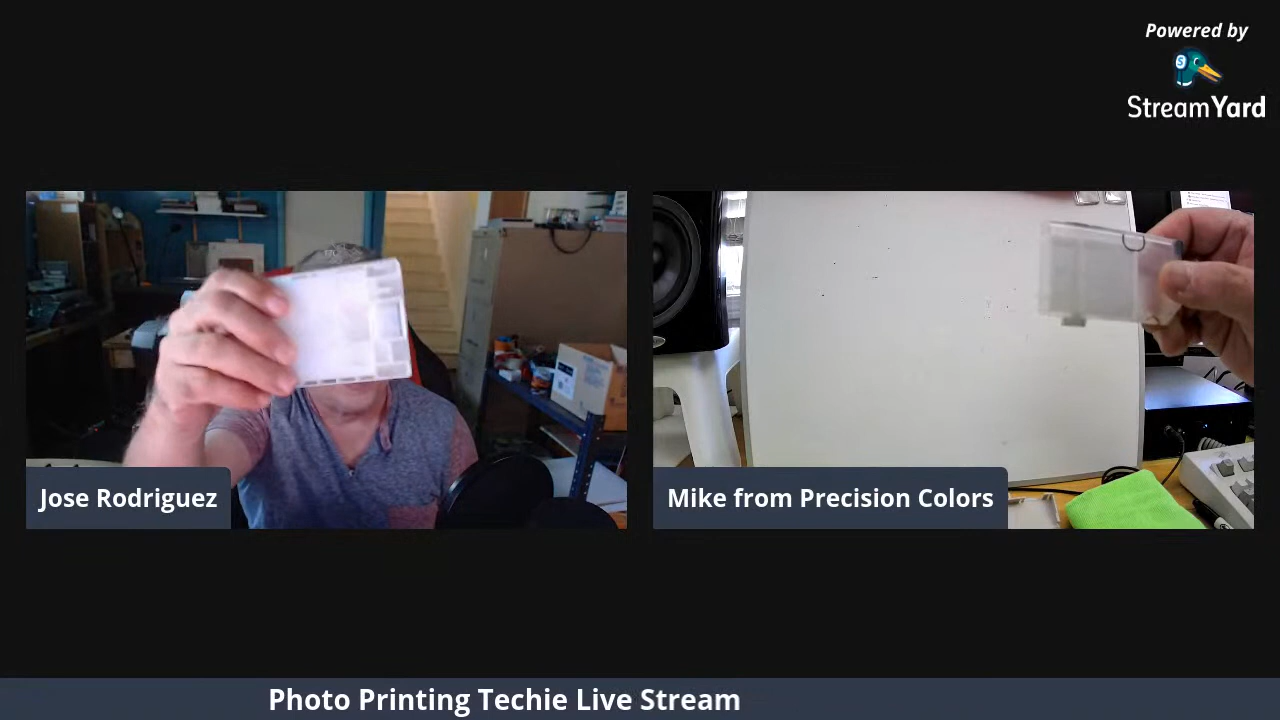 Powered by
StreamYard
Jose Rodriguez
Mike from Precision Colors
Photo Printing Techie Live Stream